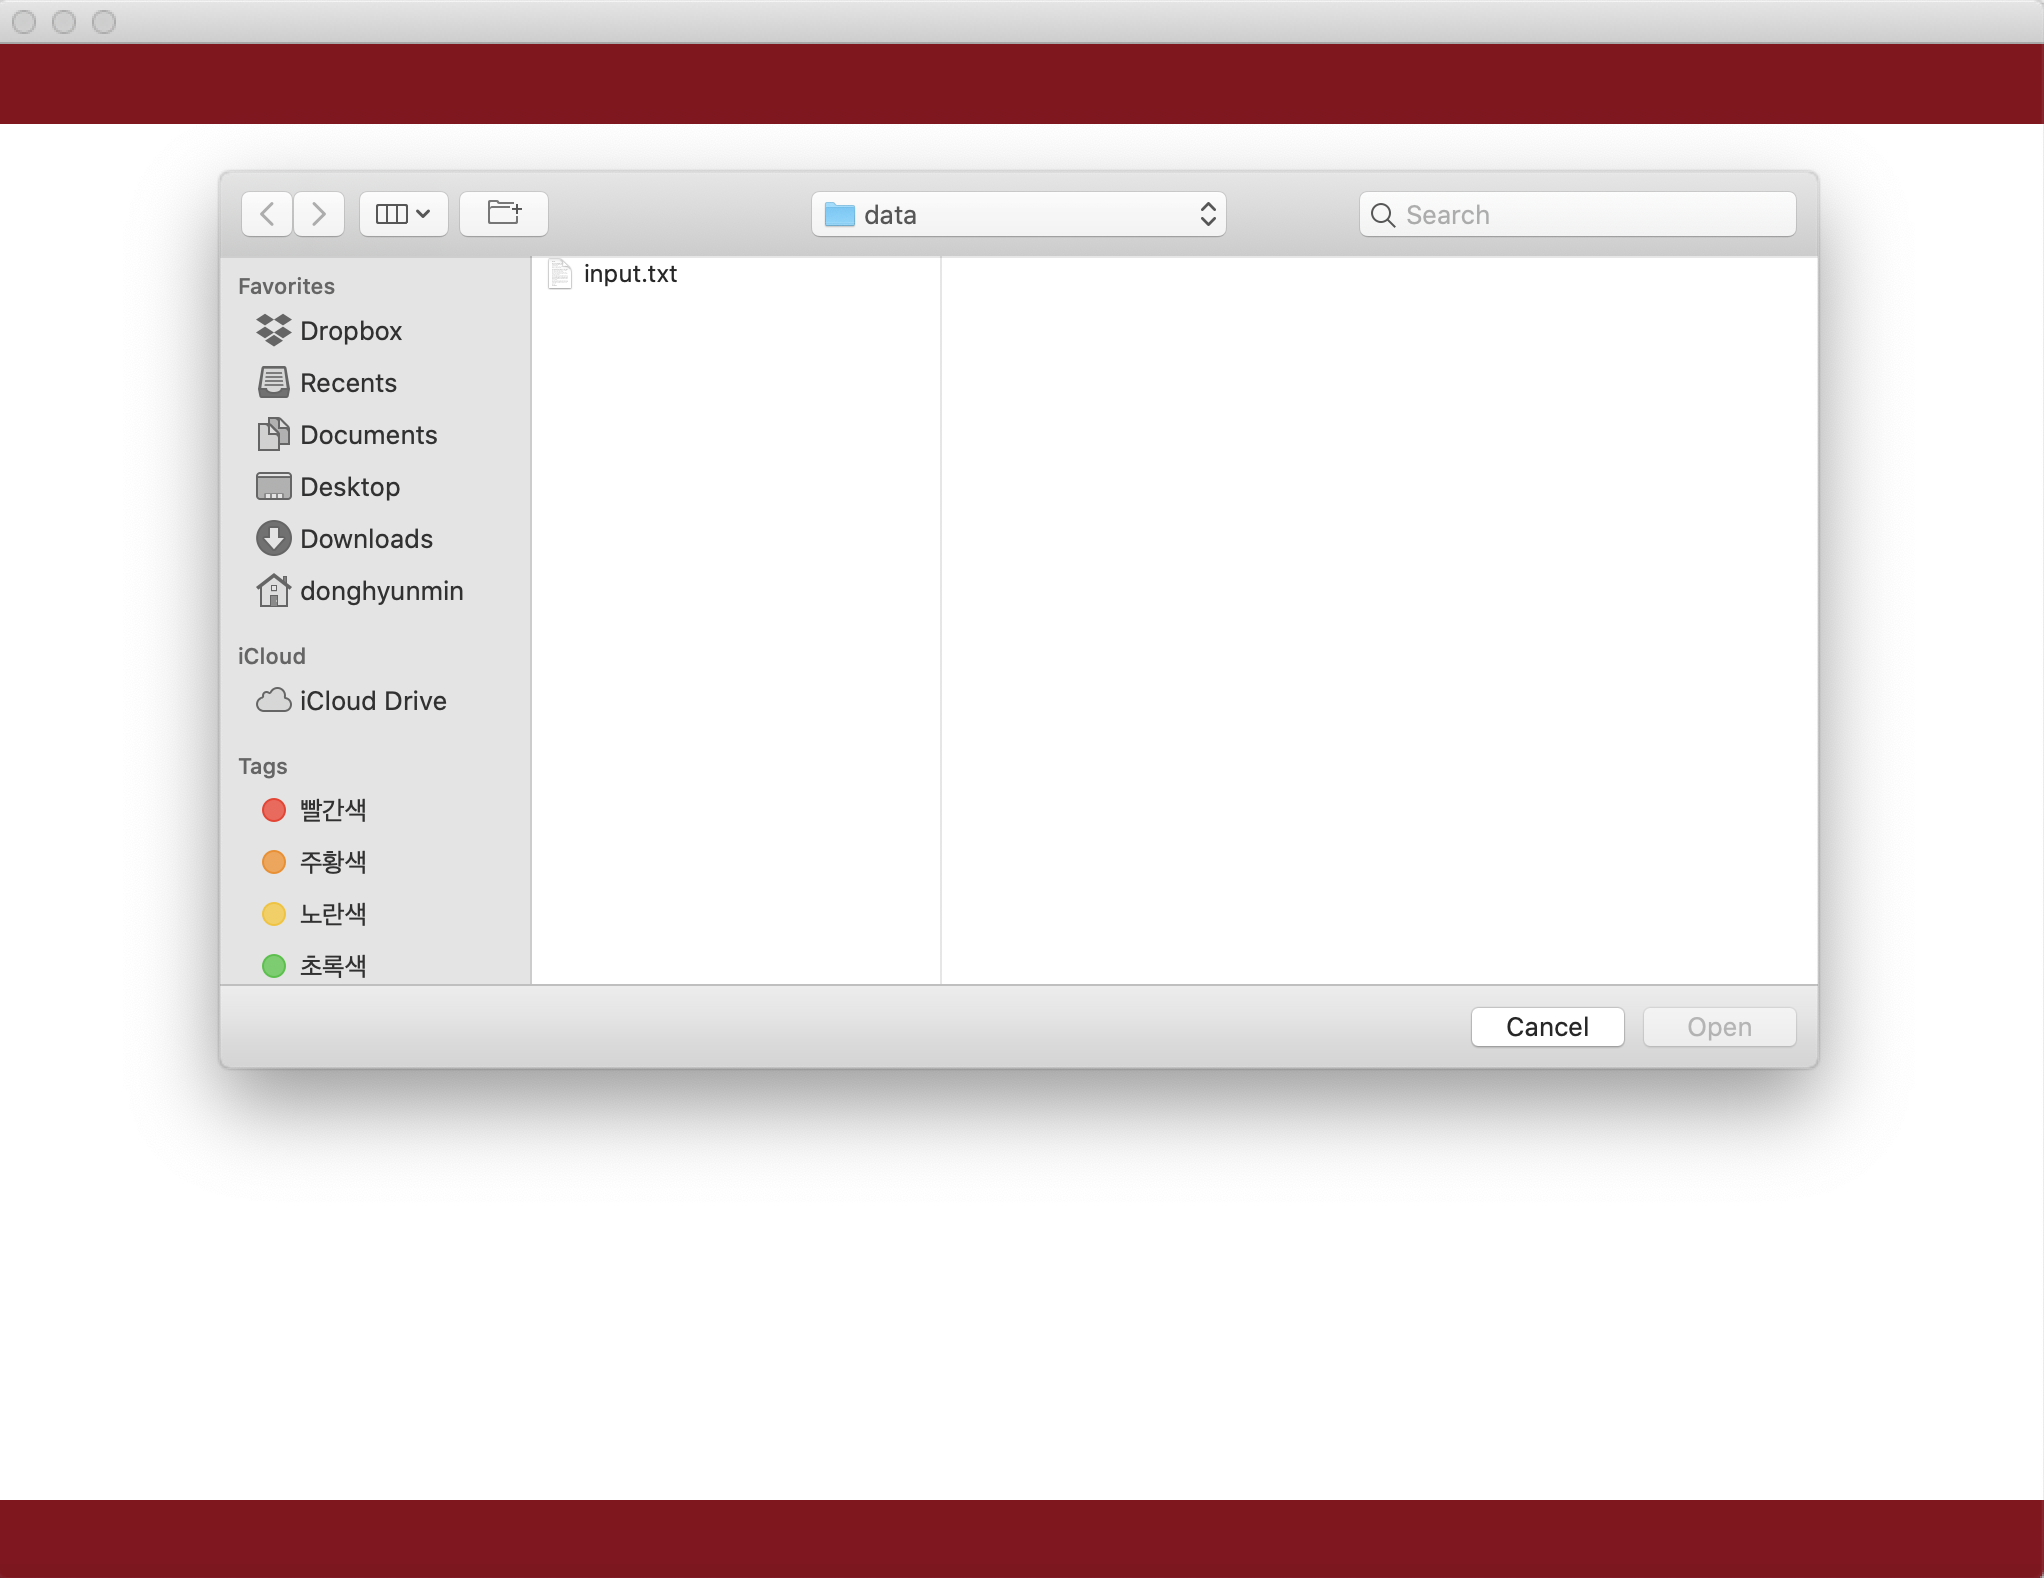 data
Search
Favorites
Dropbox
Recents
Documents
Desktop
Downloads
donghyunmin
iCloud
iCloud Drive
Tags
빨간색
주황색
노란색
초록색
input.txt
Cancel
Open